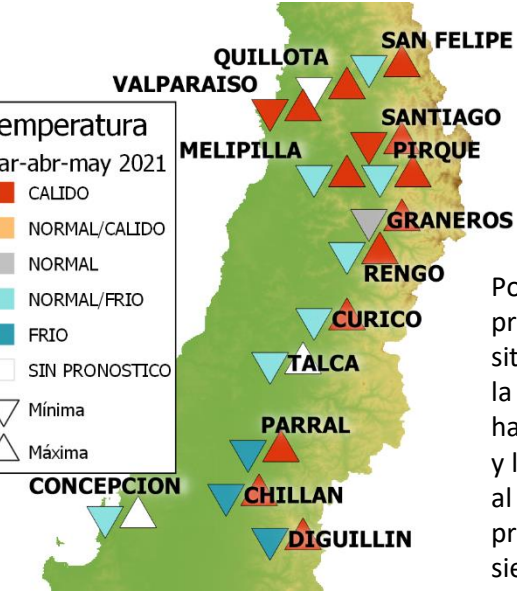 SAN FELIPE
QUILLOTA
VALPARAISO
SANTIAGO
MELIPILLA
PIRQUE
GRANEROS
RENGO
CURICO
TALCA
PARRAL
CONCEPCION
CHILLAN
DIGUILLIN
emperatura
ar-abr-may 2021
CALIDO
NORMAL/CALIDO
NORMAL
NORMAL/FRIO
FRIO
SIN PRONOSTICO
Mínima
Máxima
Po
pr
sit
la
ha
y l
al
pr
sie